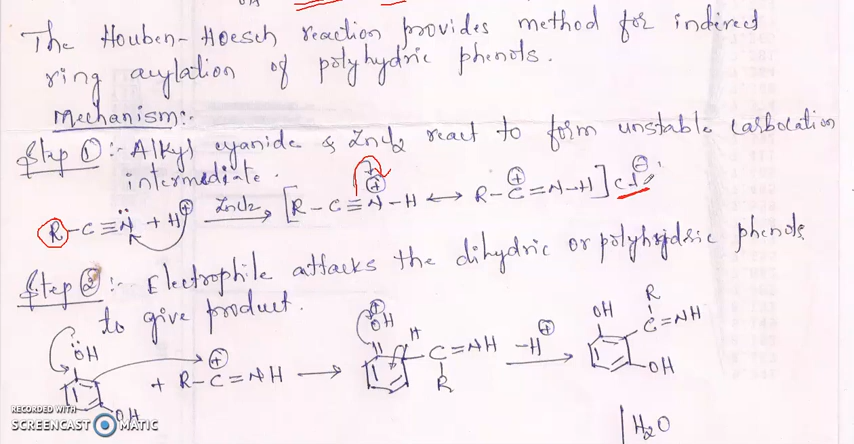 The Houben-Hoesch reaction provides method for indirect
ring acylation of polyhydric phenols.
Mechanism:-
Step ① :- Alkyl cyanide & ZnCl2 react to form unstable carbocation
intermediate.
R-C≡N̈ + H⊕ ZnCl2 → [R-C≡N⊕-H ↔ R-C⊕=N-H] Cl⊖
Step ② :- Electrophile attacks the dihydric or polyhydric phenols
to give product.
ÖH OH + R-C⊕=NH → ⊕OH H C=NH R -H⊕ → OH R C=NH OH
H2O
RECORDED WITH
SCREENCAST MATIC